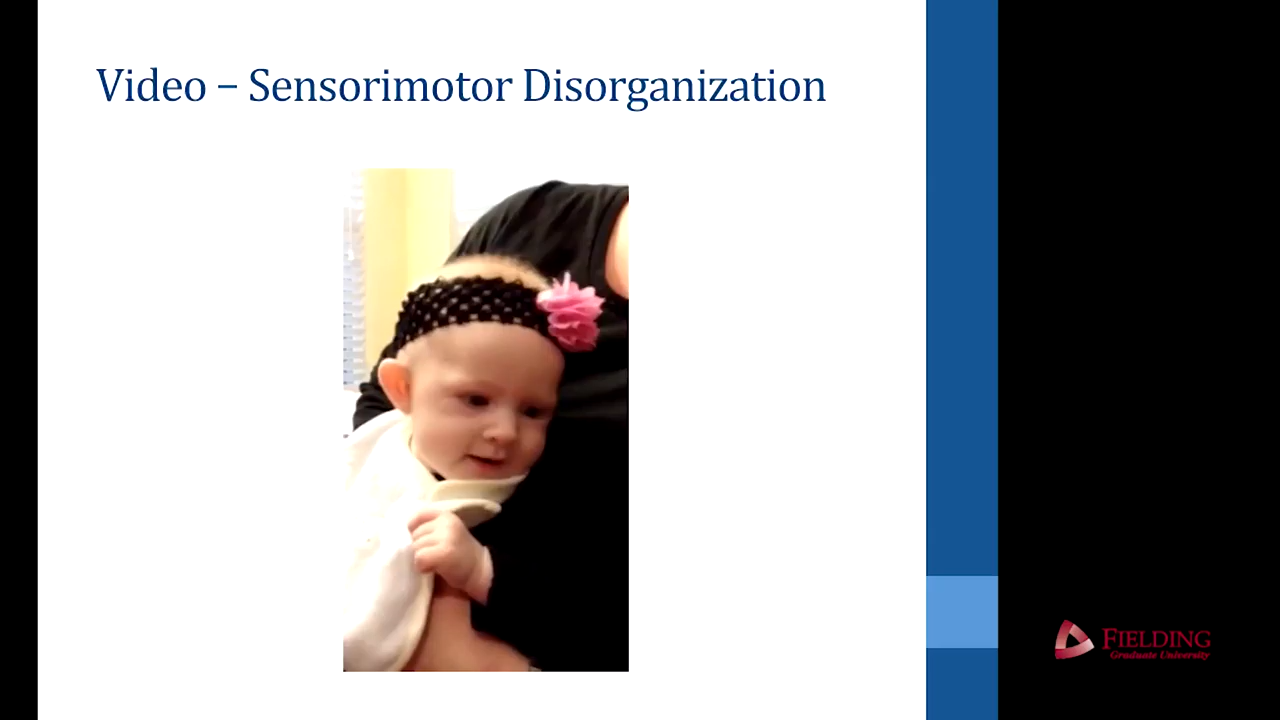 Video – Sensorimotor Disorganization
FIELDING
Graduate University